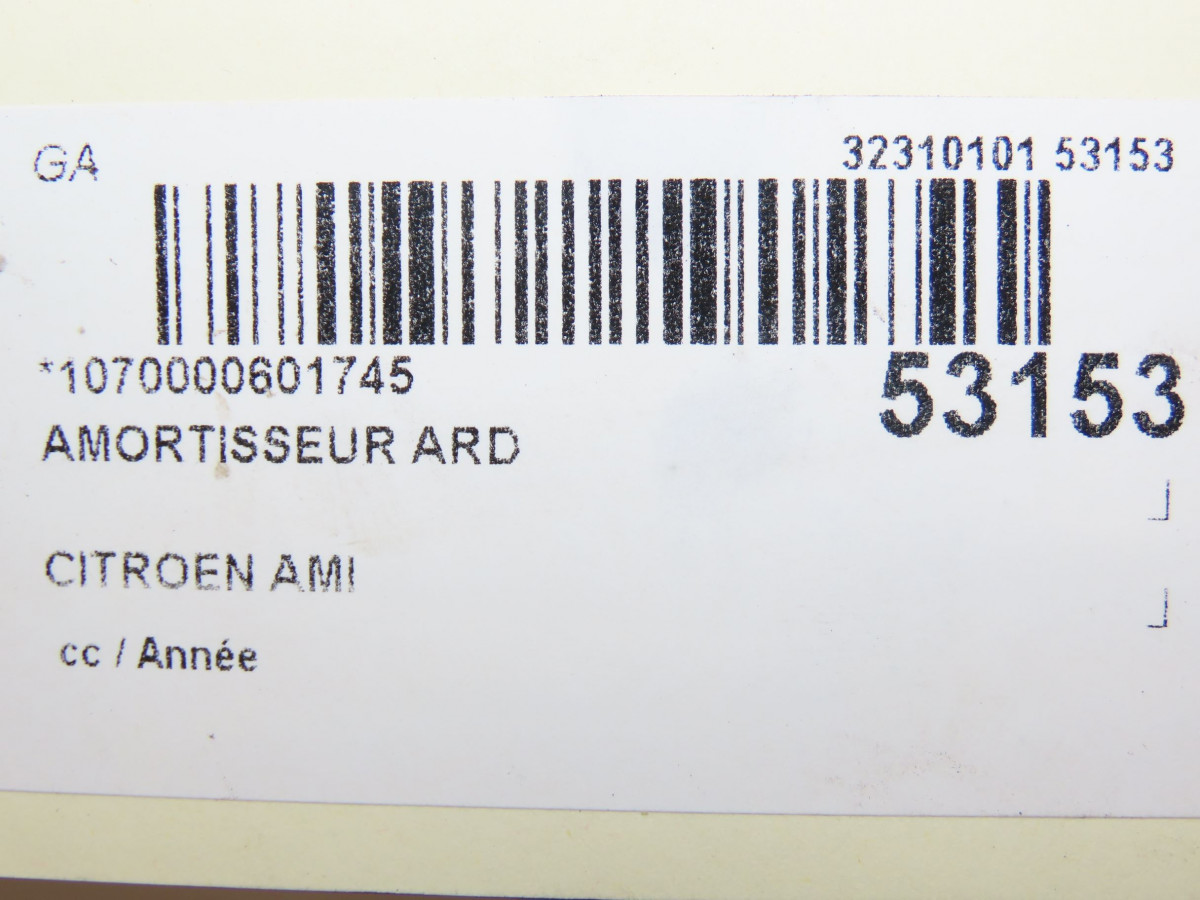 GA
32310101 53153
*1070000601745
53153
AMORTISSEUR ARD
CITROEN AMI
cc / Année